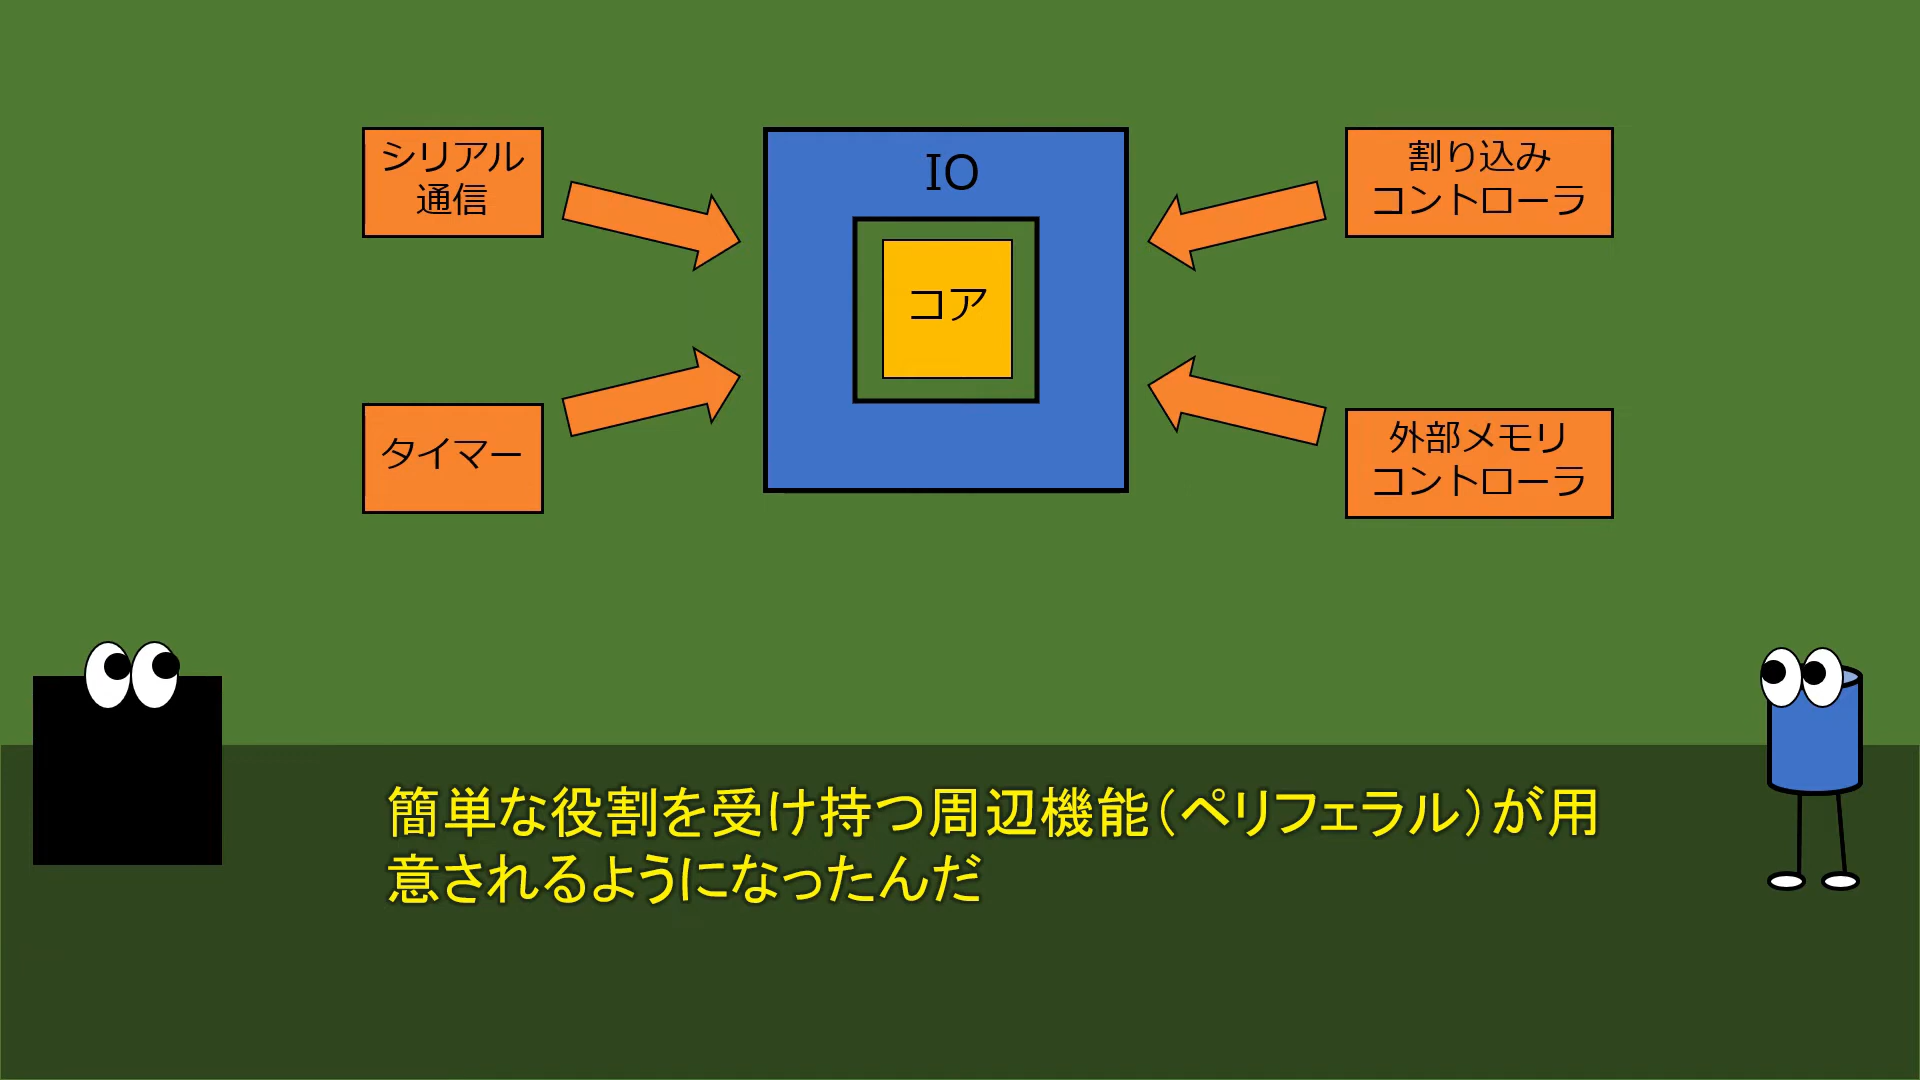 シリアル
通信
IO
割り込み
コントローラ
コア
タイマー
外部メモリ
コントローラ
簡単な役割を受け持つ周辺機能（ペリフェラル）が用
意されるようになったんだ